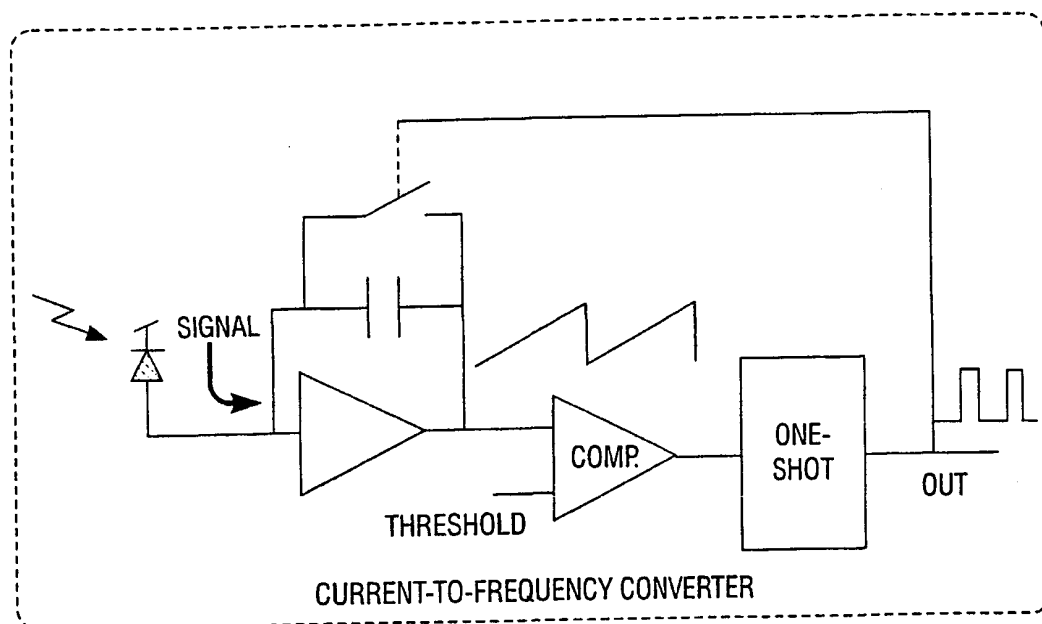 SIGNAL
COMP.
ONE-
SHOT
OUT
THRESHOLD
CURRENT-TO-FREQUENCY CONVERTER